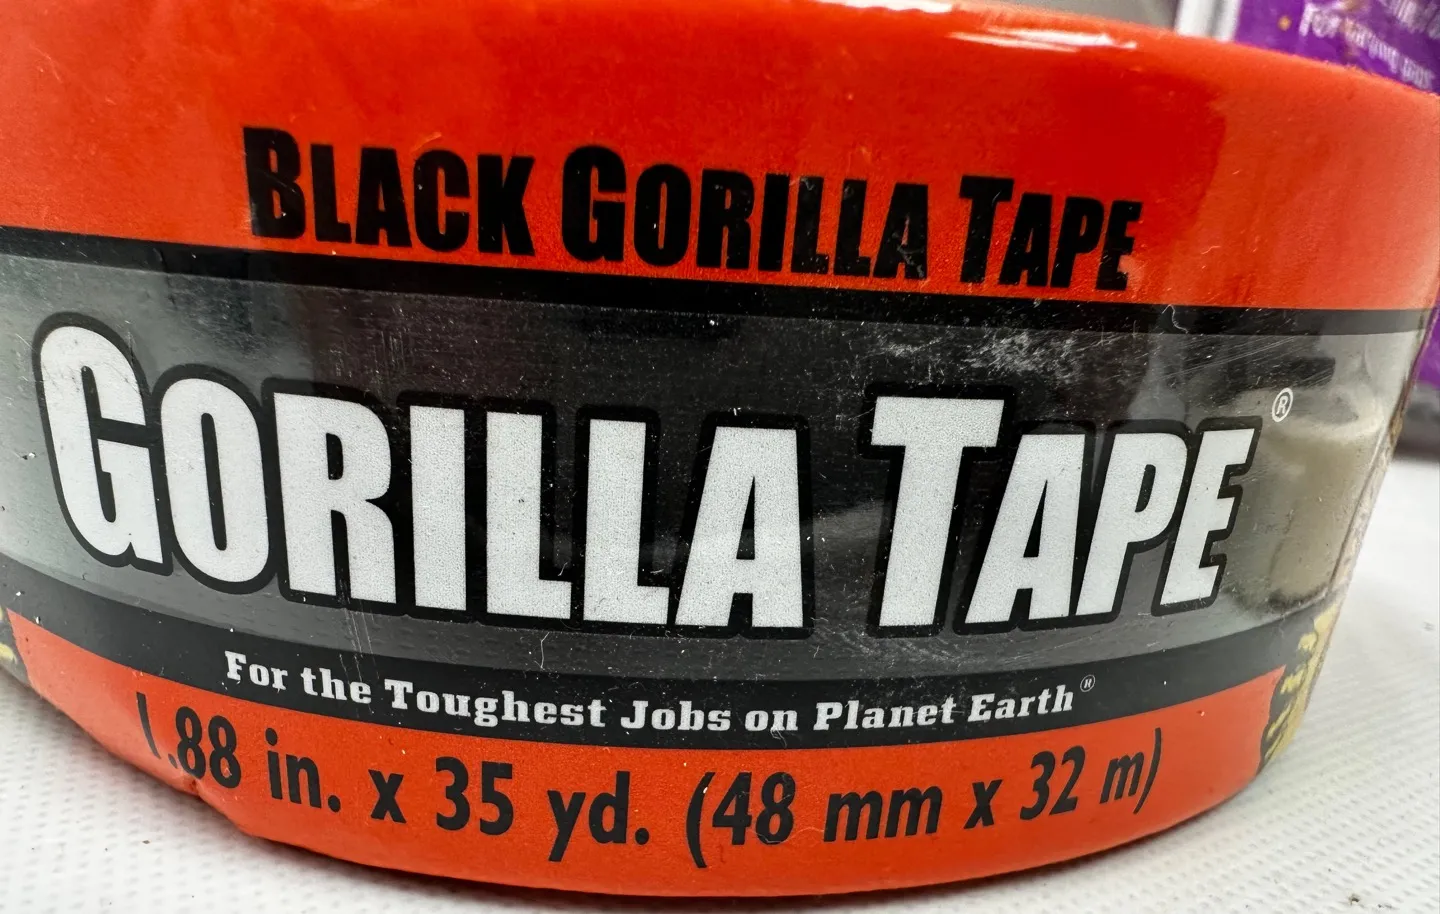 BLACK GORILLA TAPE
GORILLA TAPE®
For the Toughest Jobs on Planet Earth®
1.88 in. x 35 yd. (48 mm x 32 m)